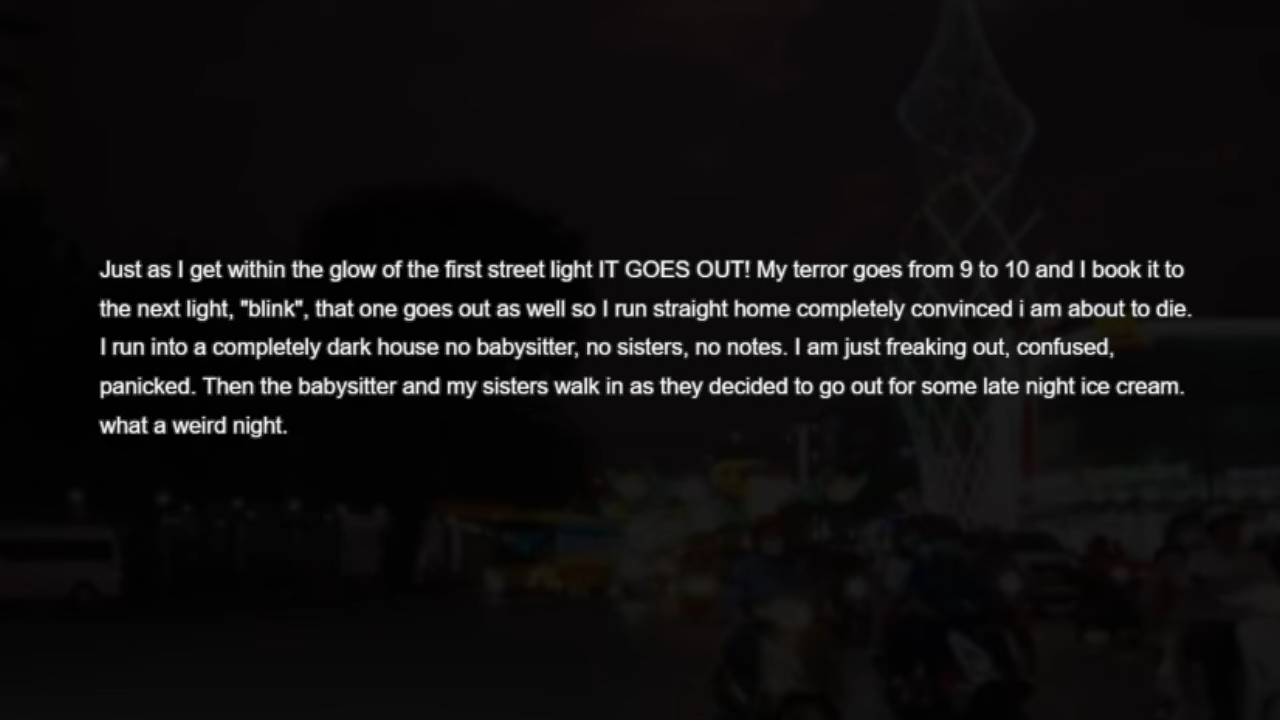 Just as I get within the glow of the first street light IT GOES OUT! My terror goes from 9 to 10 and I book it to
the next light, "blink", that one goes out as well so I run straight home completely convinced i am about to die.
I run into a completely dark house no babysitter, no sisters, no notes. I am just freaking out, confused,
panicked. Then the babysitter and my sisters walk in as they decided to go out for some late night ice cream.
what a weird night.